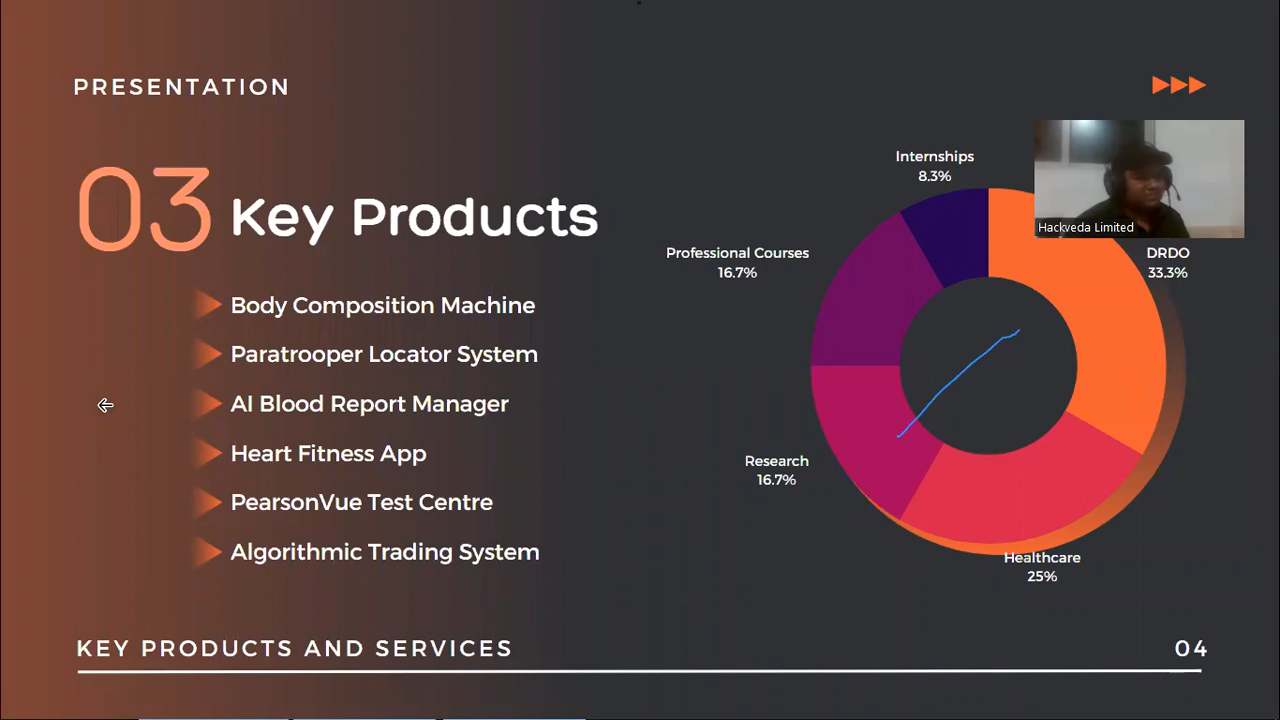 PRESENTATION
03 Key Products
Body Composition Machine
Paratrooper Locator System
AI Blood Report Manager
Heart Fitness App
PearsonVue Test Centre
Algorithmic Trading System
Internships
8.3%
Professional Courses
16.7%
Research
16.7%
Healthcare
25%
DRDO
33.3%
Hackveda Limited
KEY PRODUCTS AND SERVICES
04